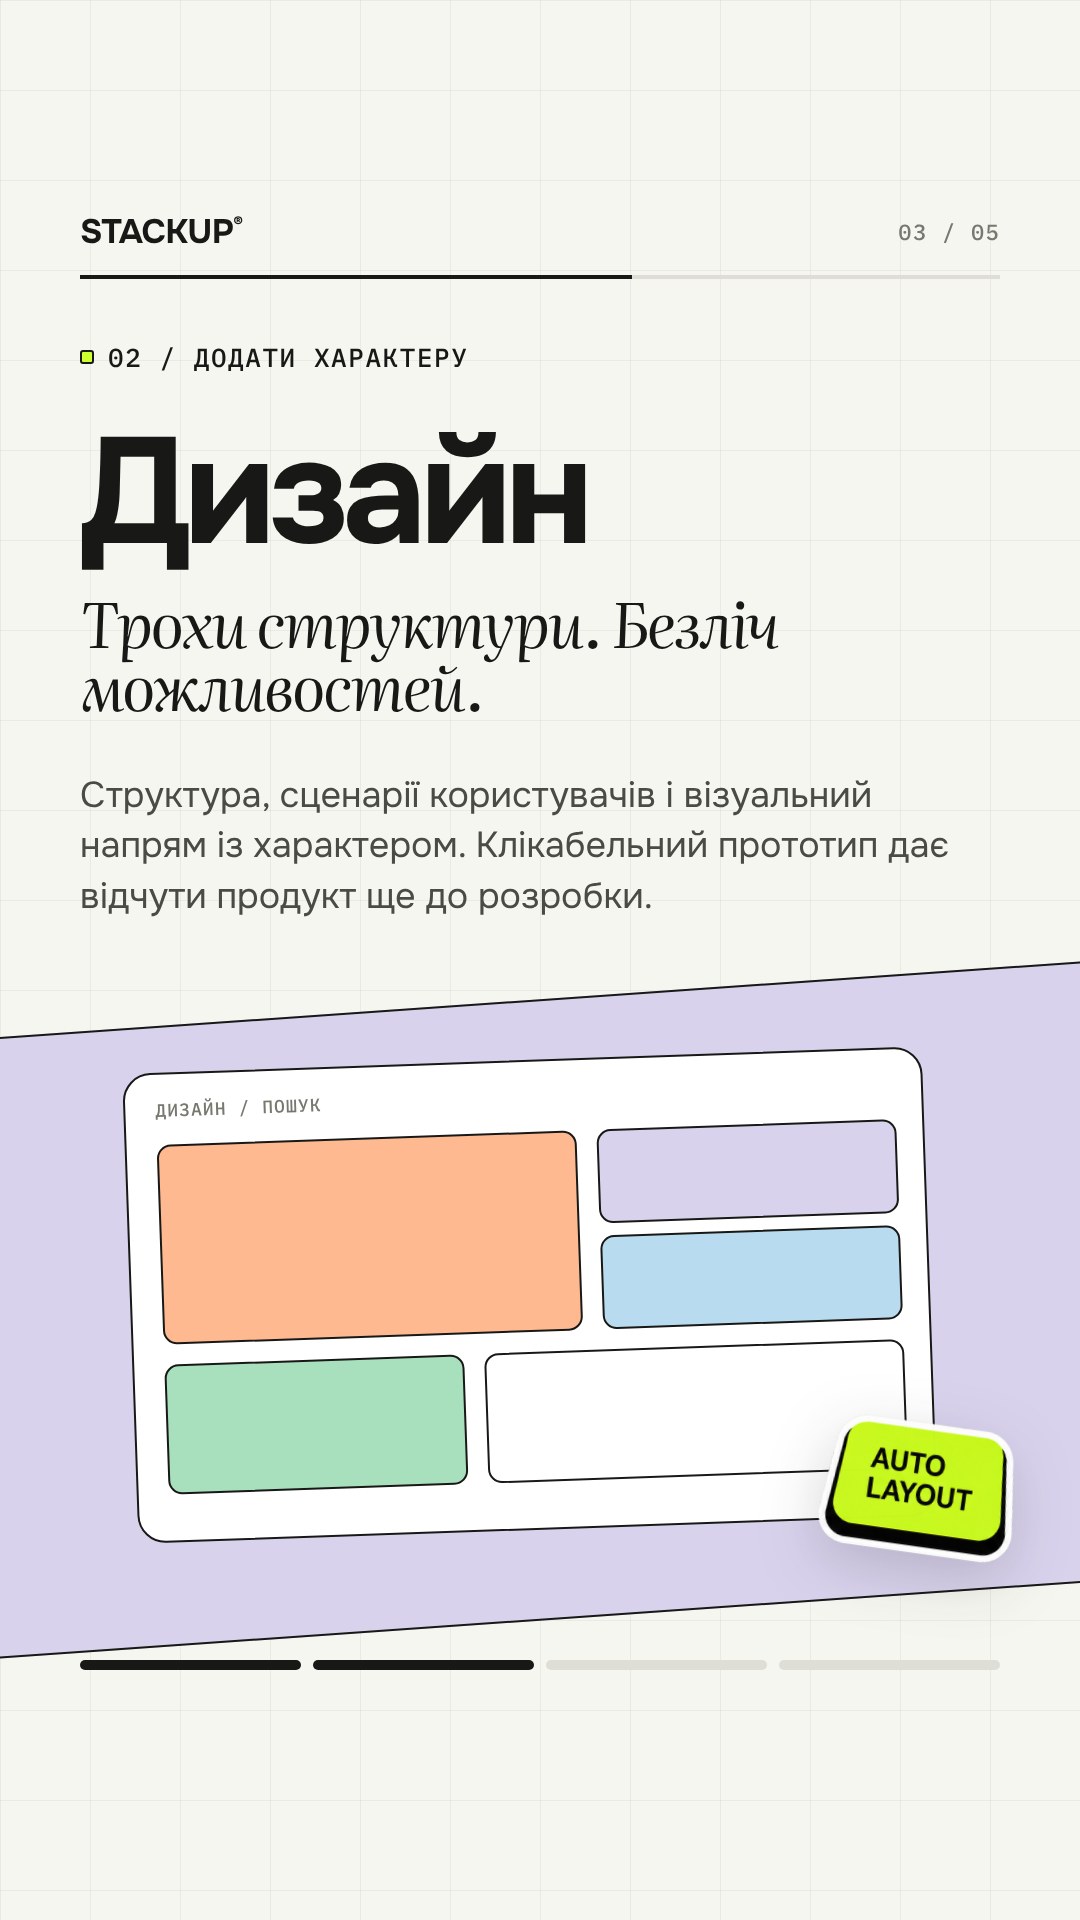 STACKUP®
03 / 05
02 / ДОДАТИ ХАРАКТЕРУ
Дизайн
Трохи структури. Безліч
можливостей.
Структура, сценарії користувачів і візуальний
напрям із характером. Клікабельний прототип дає
відчути продукт ще до розробки.
ДИЗАЙН / ПОШУК
AUTO
LAYOUT